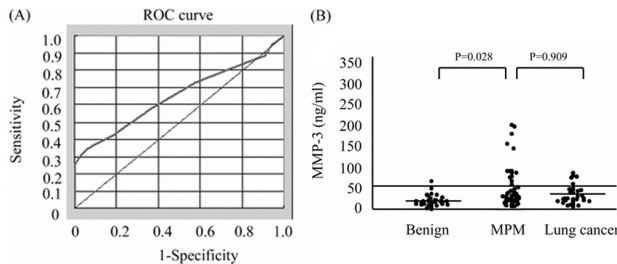 (A)
ROC curve
Sensitivity
1.0
0.9
0.8
0.7
0.6
0.5
0.4
0.3
0.2
0.1
0
0 0.2 0.4 0.6 0.8 1.0
1-Specificity
(B)
P=0.028 P=0.909
MMP-3 (ng/ml)
350
300
250
200
150
100
50
0
Benign MPM Lung cancer